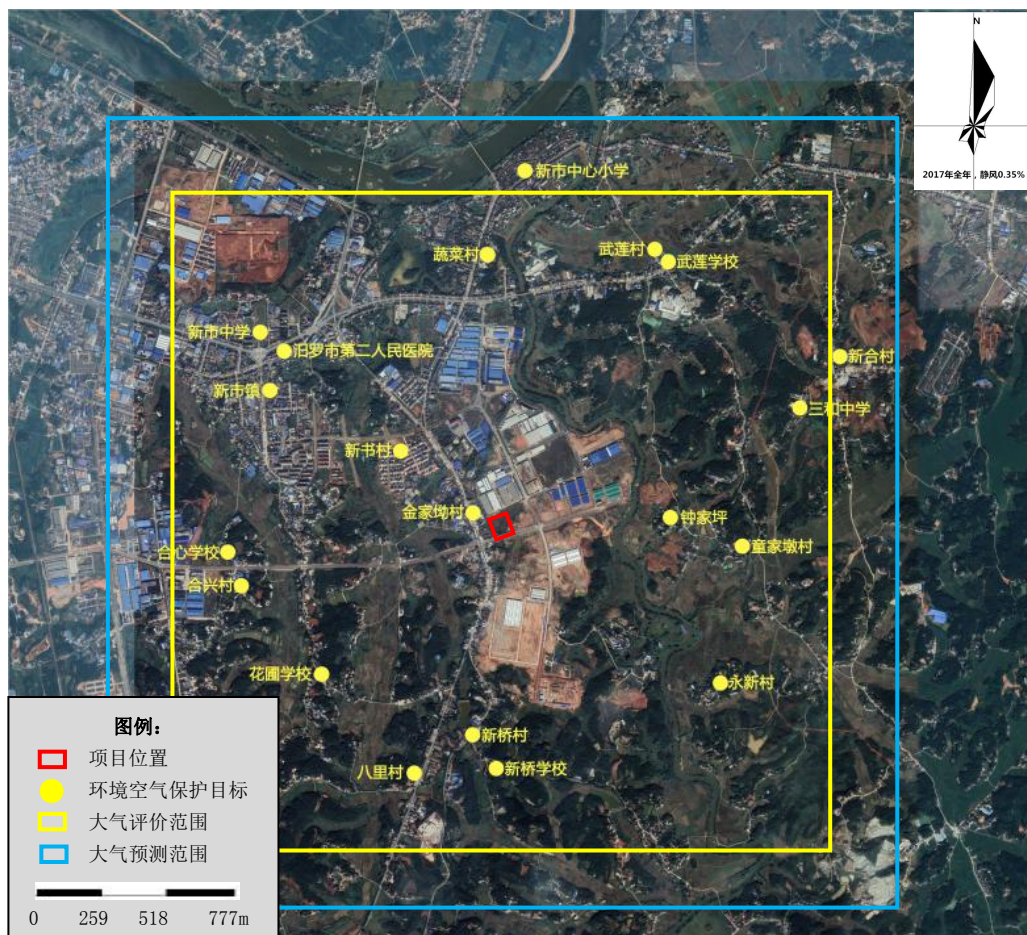 N
2017年全年，静风0.35%
新市中心小学
蔬菜村
武莲村
武莲学校
新市中学
汨罗市第二人民医院
新合村
新市镇
三和中学
新书村
金家坳村
钟家坪
童家墩村
合心学校
合兴村
花圃学校
永新村
新桥村
八里村
新桥学校
图例：
项目位置
环境空气保护目标
大气评价范围
大气预测范围
0 259 518 777m